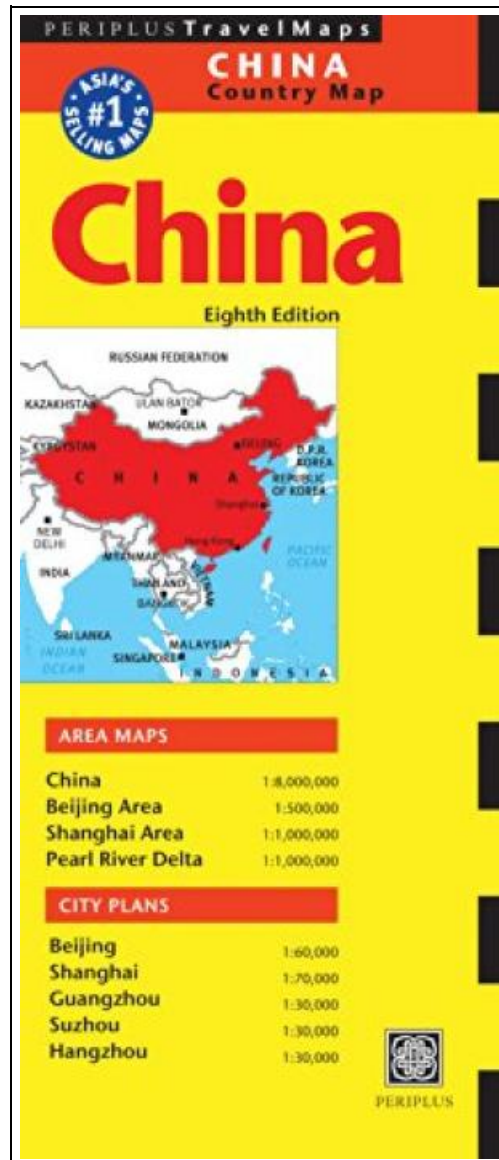 PERIPLUS TravelMaps
CHINA
Country Map
ASIA'S
#1
SELLING MAPS
China
Eighth Edition
RUSSIAN FEDERATION
KAZAKHSTAN
ULAN BATOR
MONGOLIA
KYRGYSTAN
BEIJING
D.P.R.
KOREA
CHINA
REPUBLIC
OF KOREA
Shanghai
NEW
DELHI
Hong Kong
PACIFIC
OCEAN
MYANMAR
INDIA
THAILAND
VIETNAM
BANGKOK
SRI LANKA
MALAYSIA
INDIAN
OCEAN
SINGAPORE
INDONESIA
AREA MAPS
China 1:8,000,000
Beijing Area 1:500,000
Shanghai Area 1:1,000,000
Pearl River Delta 1:1,000,000
CITY PLANS
Beijing 1:60,000
Shanghai 1:70,000
Guangzhou 1:30,000
Suzhou 1:30,000
Hangzhou 1:30,000
PERIPLUS